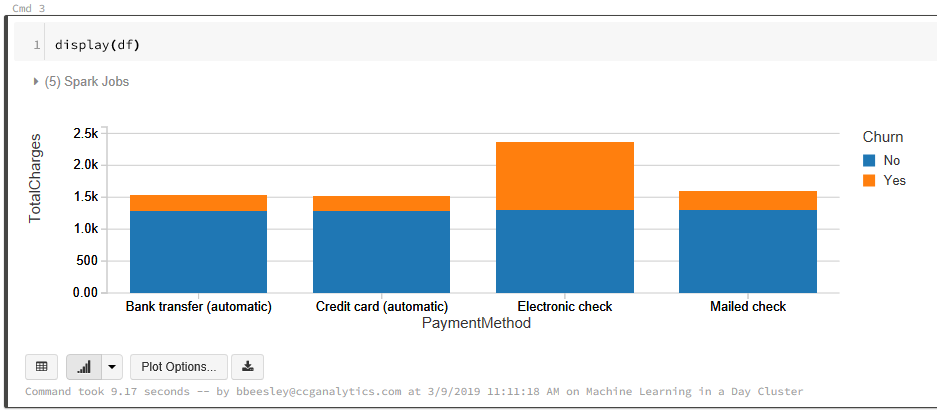 Cmd 3
1 display(df)
(5) Spark Jobs
TotalCharges
2.5k
2.0k
1.5k
1.0k
500
0.00
Bank transfer (automatic) Credit card (automatic) Electronic check Mailed check
PaymentMethod
Churn
No
Yes
Plot Options...
Command took 9.17 seconds -- by bbeesley@ccganalytics.com at 3/9/2019 11:11:18 AM on Machine Learning in a Day Cluster